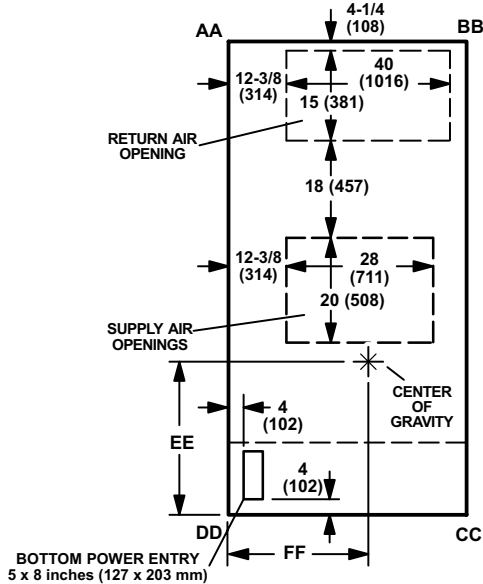 AA
4-1/4
(108)
BB
12-3/8
(314)
40
(1016)
15 (381)
RETURN AIR
OPENING
18 (457)
12-3/8
(314)
28
(711)
20 (508)
SUPPLY AIR
OPENINGS
CENTER
OF
GRAVITY
4
(102)
EE
4
(102)
DD
FF
CC
BOTTOM POWER ENTRY
5 x 8 inches (127 x 203 mm)